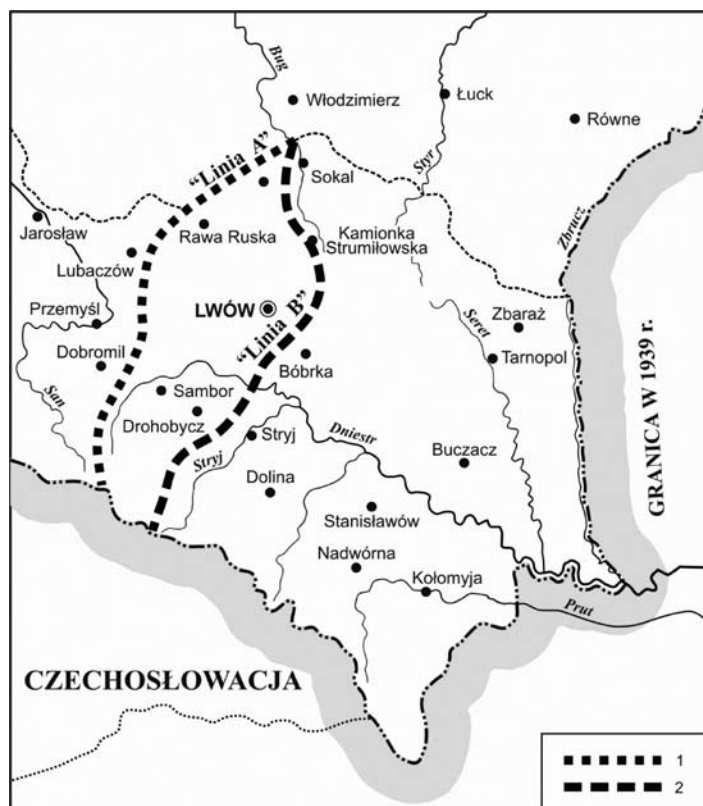 Bug
Włodzimierz
Łuck
Równe
"Linia A"
Sokal
Styr
Zbrucz
Jarosław
Rawa Ruska
Kamionka
Strumiłowska
Lubaczów
Przemyśl
LWÓW
"Linia B"
Seret
Zbaraż
Tarnopol
Dobromil
Bóbrka
San
Sambor
Drohobycz
Dniestr
Stryj
Stryj
Buczacz
Dolina
GRANICA W 1939 r.
Stanisławów
Nadwórna
Kołomyja
Prut
CZECHOSŁOWACJA
1
2